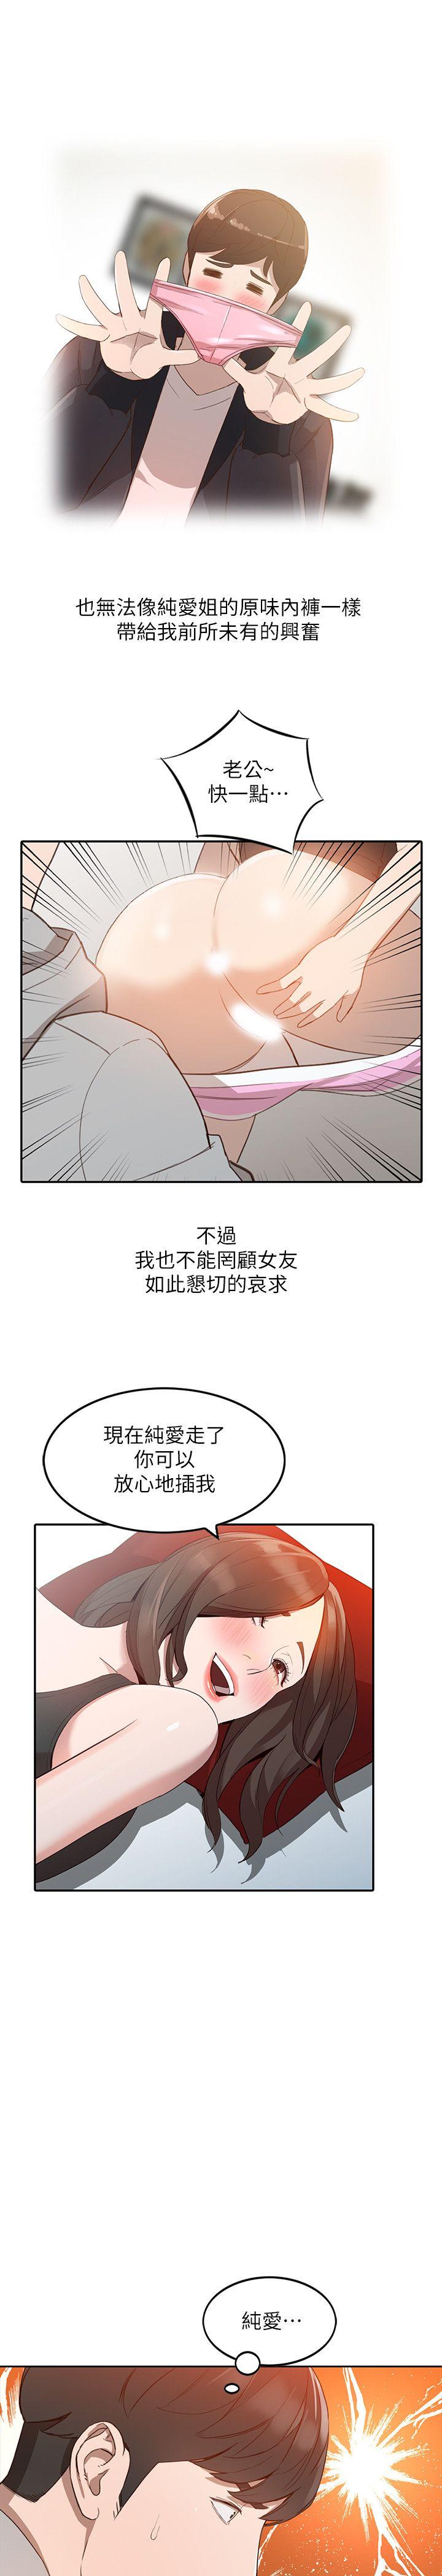 也無法像純愛姐的原味內褲一樣
帶給我前所未有的興奮
老公~
快一點…
不過
我也不能罔顧女友
如此懇切的哀求
現在純愛走了
你可以
放心地插我
純愛…